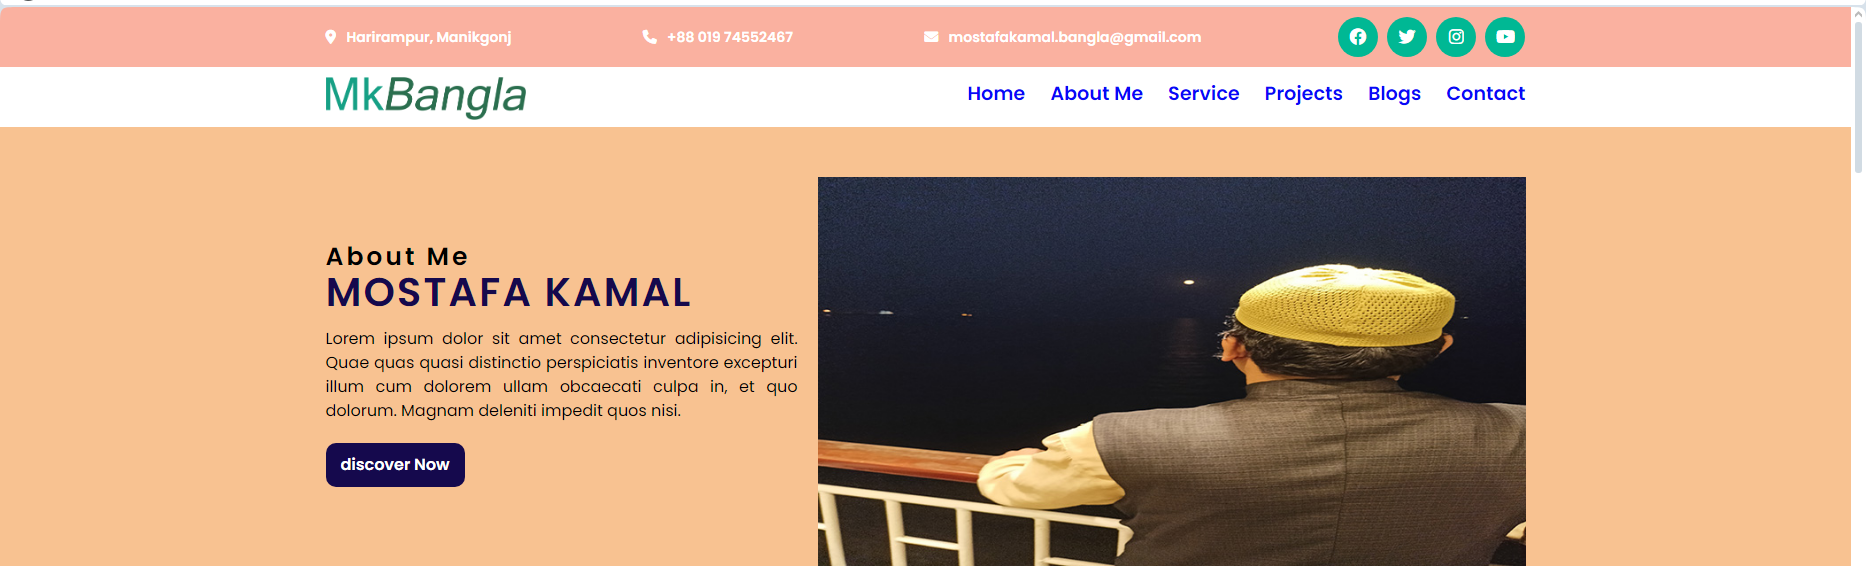 Harirampur, Manikgonj
+88 019 74552467
mostafakamal.bangla@gmail.com
MkBangla
Home
About Me
Service
Projects
Blogs
Contact
About Me
MOSTAFA KAMAL
Lorem ipsum dolor sit amet consectetur adipisicing elit.
Quae quas quasi distinctio perspiciatis inventore excepturi
illum cum dolorem ullam obcaecati culpa in, et quo
dolorum. Magnam deleniti impedit quos nisi.
discover Now